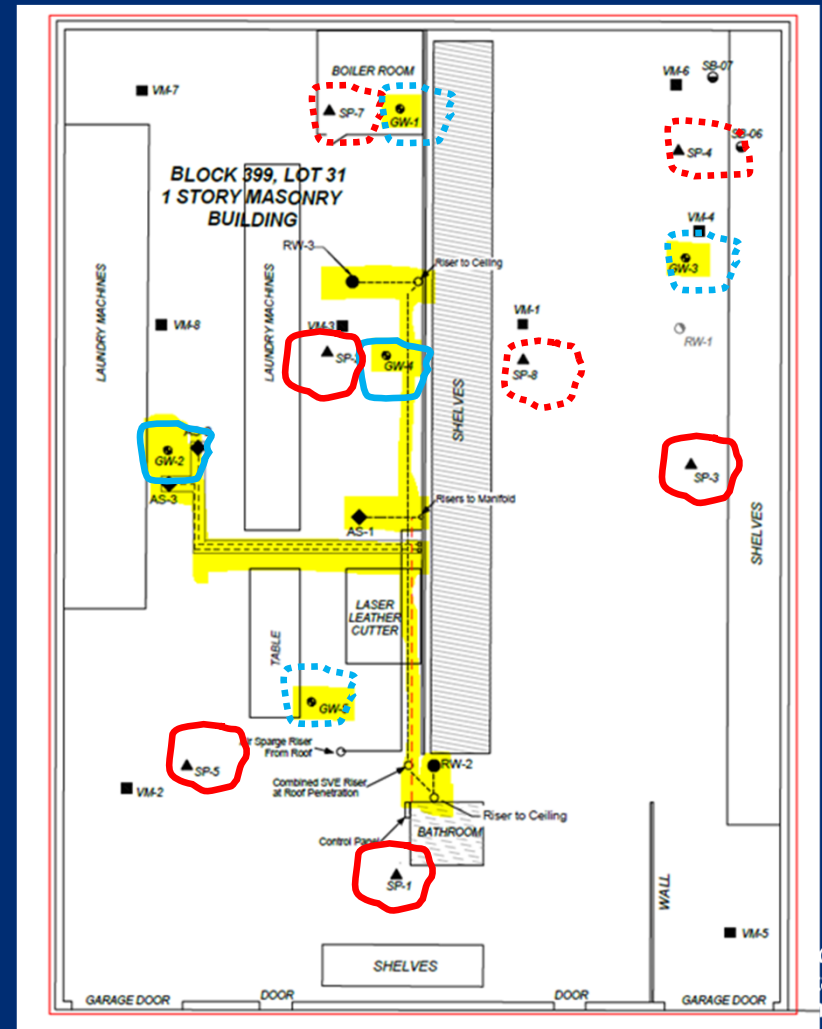 BOILER ROOM
VM-6
SB-07
VM-7
SP-7
GW-1
SB-06
SP-4
BLOCK 399, LOT 31
1 STORY MASONRY
BUILDING
VM-4
RW-3
Riser to Ceiling
GW-3
LAUNDRY MACHINES
LAUNDRY MACHINES
VM-8
VM-3
VM-1
RW-1
GW-4
SP-8
SHELVES
GW-2
AS-3
SP-3
Risers to Manifold
AS-1
SHELVES
LASER
LEATHER
CUTTER
TABLE
Sparge Riser
From Roof
SP-5
RW-2
VM-2
Combined SVE Riser
at Roof Penetration
Riser to Ceiling
Control Panel
BATHROOM
SP-1
WALL
VM-5
SHELVES
GARAGE DOOR
DOOR
DOOR
GARAGE DOOR